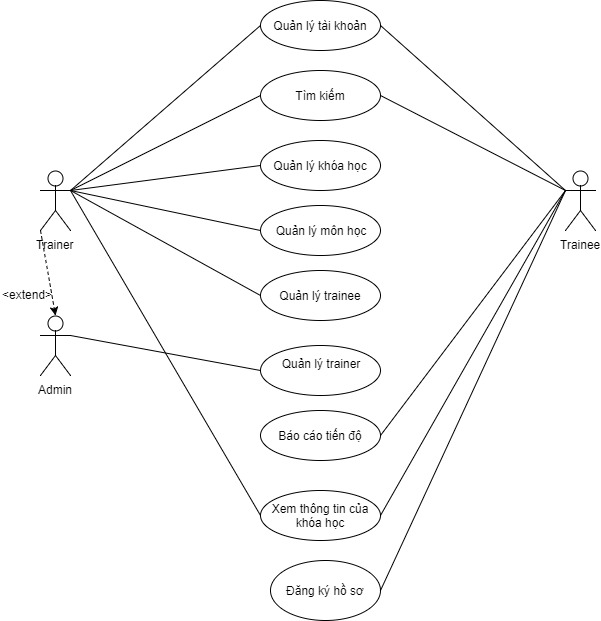 Quản lý tải khoản
Tìm kiếm
Quản lý khóa học
Trainer
Quản lý môn học
Trainee
<extend>
Quản lý trainee
Quản lý trainer
Admin
Báo cáo tiến độ
Xem thông tin của
khóa học
Đăng ký hồ sơ